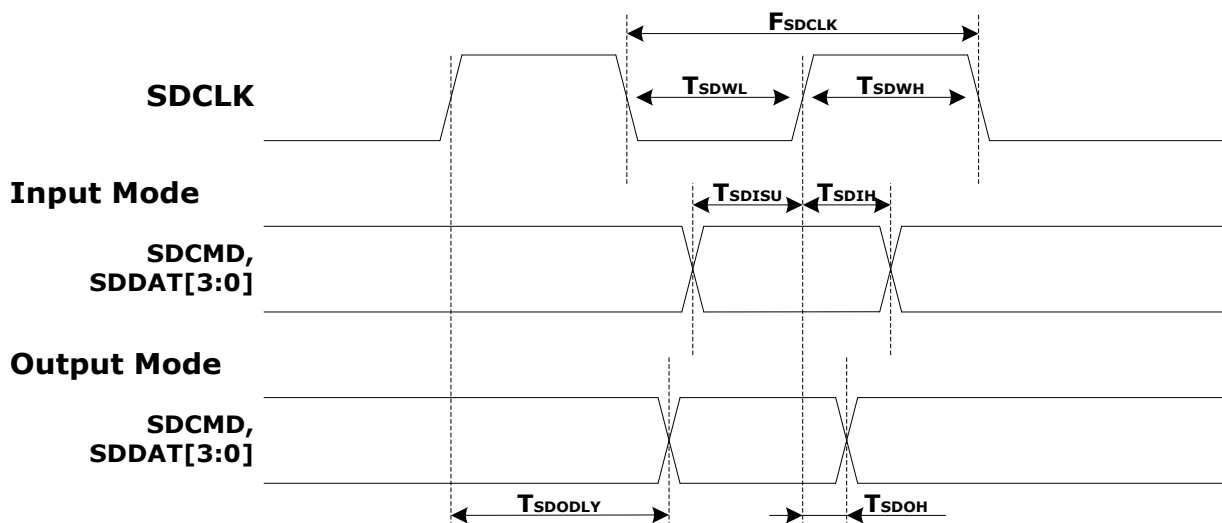 FSDCLK
SDCLK
TSDWL
TSDWH
Input Mode
TSDISU
TSDIH
SDCMD,
SDDAT[3:0]
Output Mode
SDCMD,
SDDAT[3:0]
TSDODLY
TSDOH